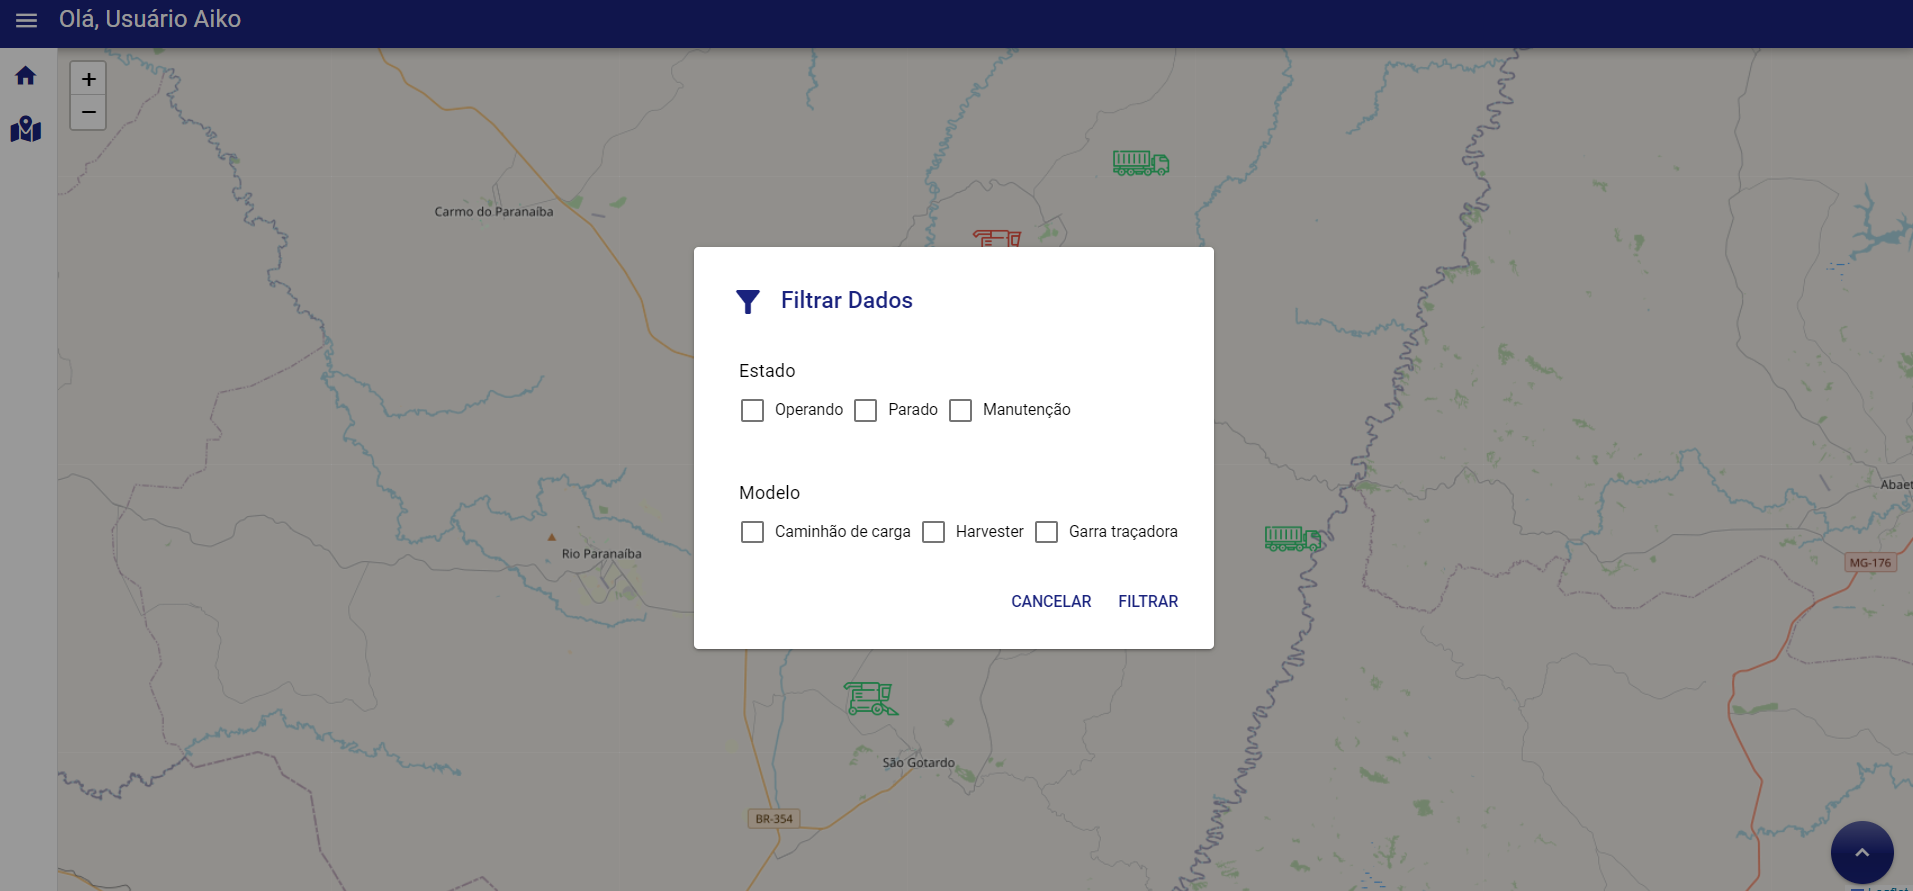 Olá, Usuário Aiko
+
−
Carmo do Paranaíba
Filtrar Dados
Estado
Operando
Parado
Manutenção
Modelo
Caminhão de carga
Harvester
Garra traçadora
CANCELAR
FILTRAR
Rio Paranaíba
Abaet
MG-176
São Gotardo
BR-354